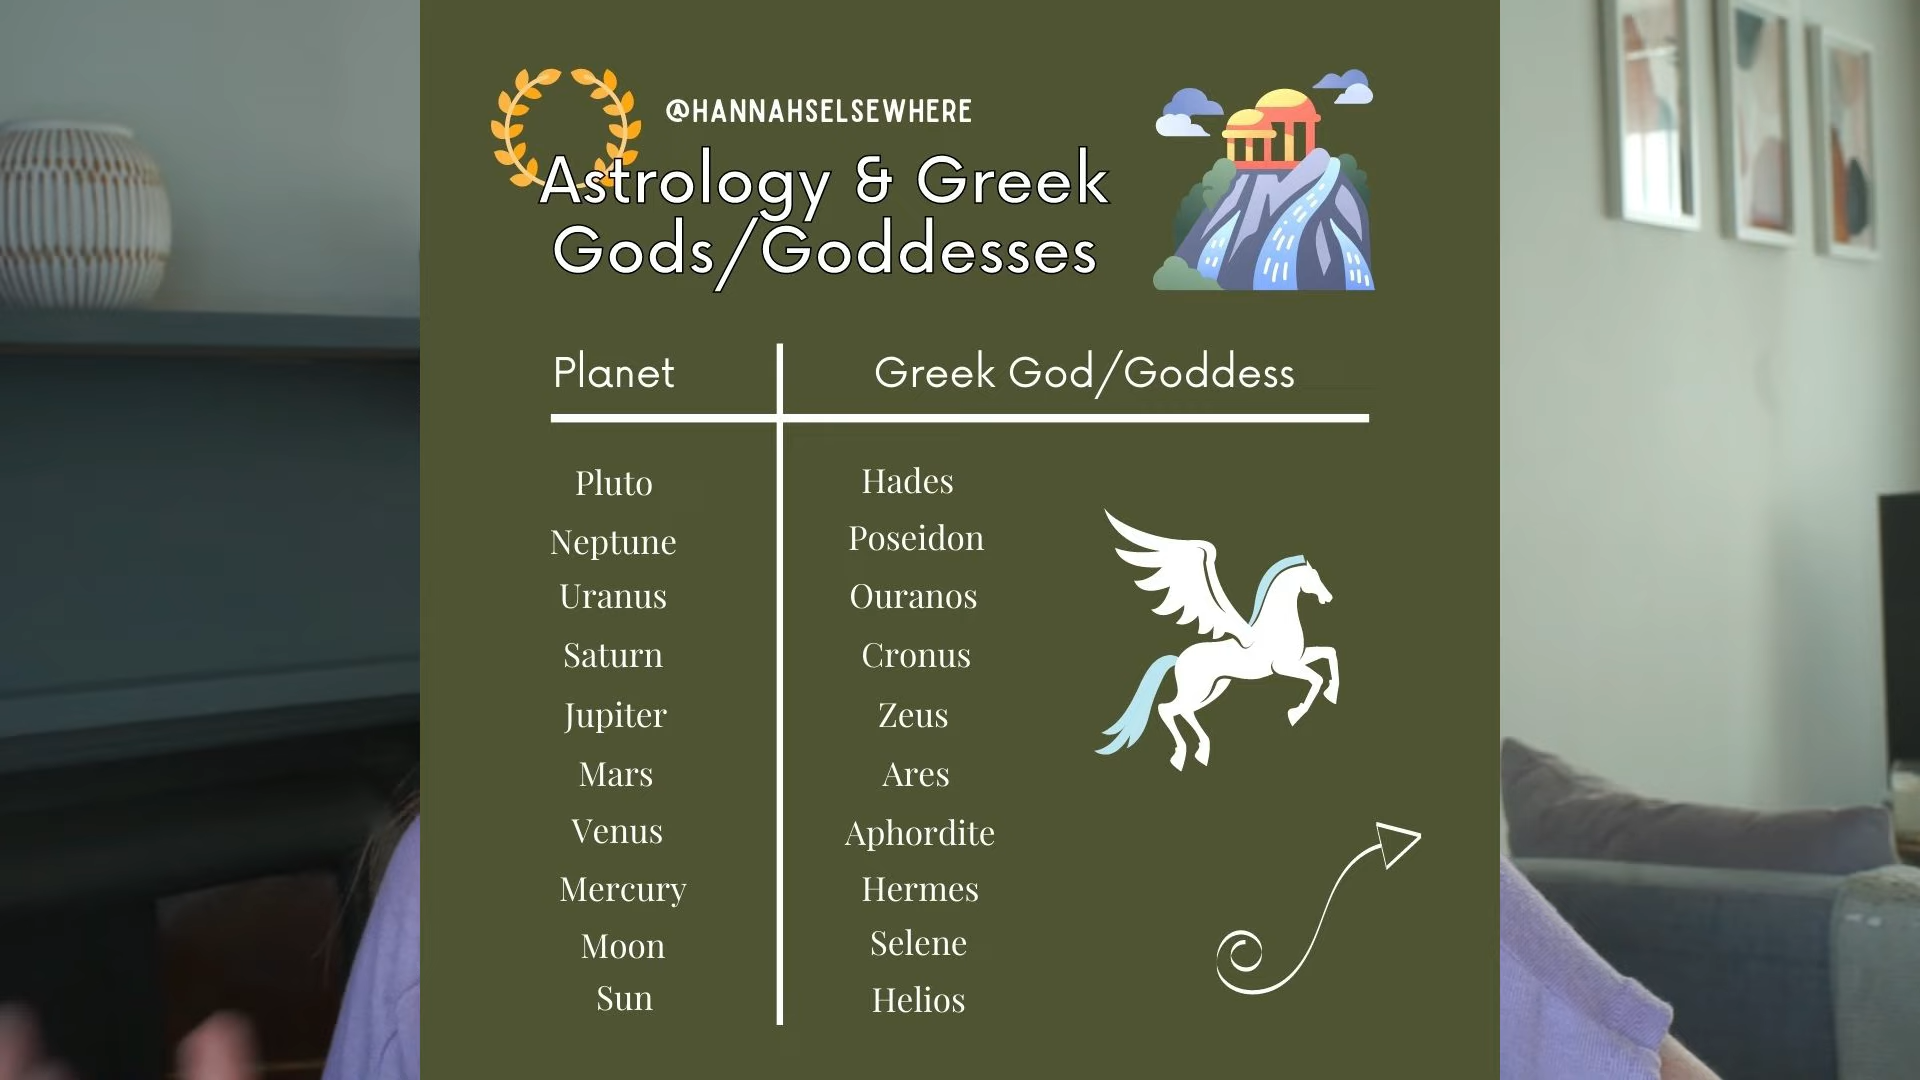 @HANNAHSELSEWHERE
Astrology & Greek
Gods/Goddesses
Planet Greek God/Goddess
Pluto Hades
Neptune Poseidon
Uranus Ouranos
Saturn Cronus
Jupiter Zeus
Mars Ares
Venus Aphordite
Mercury Hermes
Moon Selene
Sun Helios